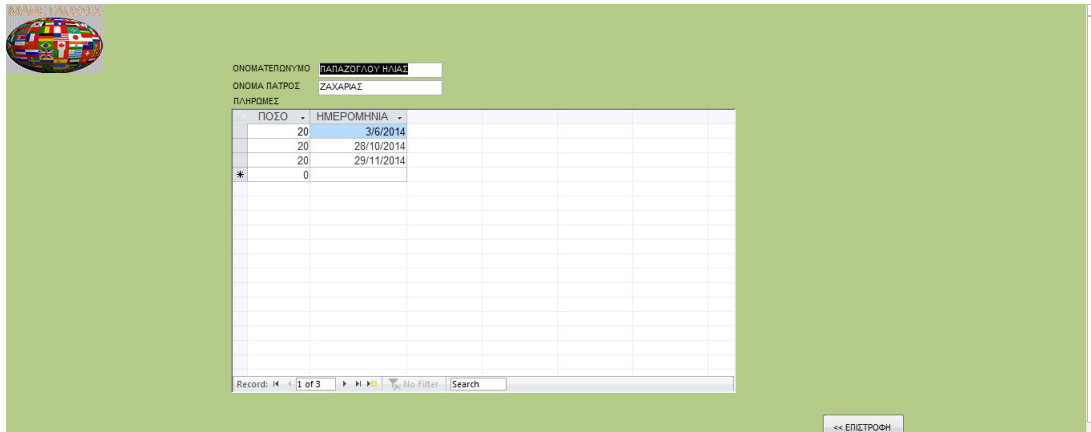 ΟΝΟΜΑΤΕΠΩΝΥΜΟ ΠΑΠΑΖΟΓΛΟΥ ΗΛΙΑΣ
ΟΝΟΜΑ ΠΑΤΡΟΣ ΖΑΧΑΡΙΑΣ
ΠΛΗΡΩΜΕΣ
ΠΟΣΟ ΗΜΕΡΟΜΗΝΙΑ
20 3/6/2014
20 28/10/2014
20 29/11/2014
0
Record: 1 of 3 No Filter Search
<< ΕΠΙΣΤΡΟΦΗ